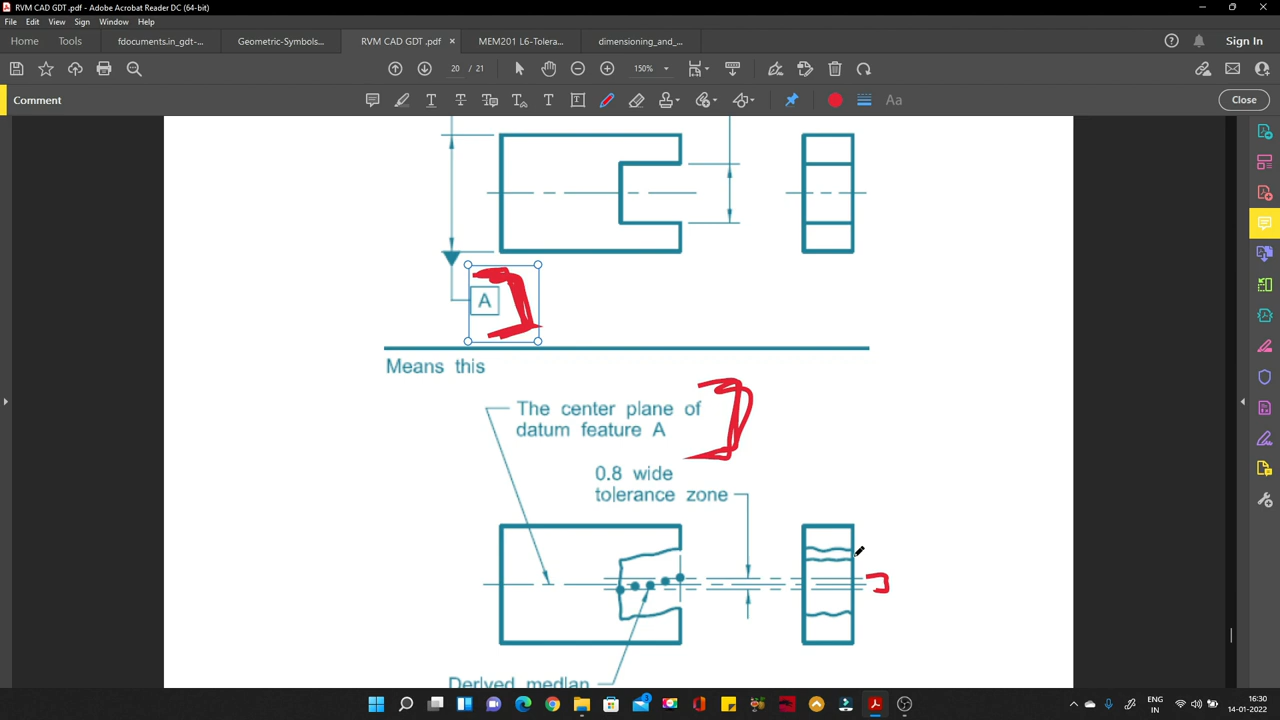 RVM CAD GDT .pdf - Adobe Acrobat Reader DC (64-bit)
File Edit View Sign Window Help
Home Tools fdocuments.in_gdt-... Geometric-Symbols... RVM CAD GDT .pdf × MEM201 L6-Tolera... dimensioning_and_... Sign In
20 / 21 150%
Comment Aa Close
A
Means this
The center plane of
datum feature A
0.8 wide
tolerance zone
Derived median
ENG
IN
16:30
14-01-2022